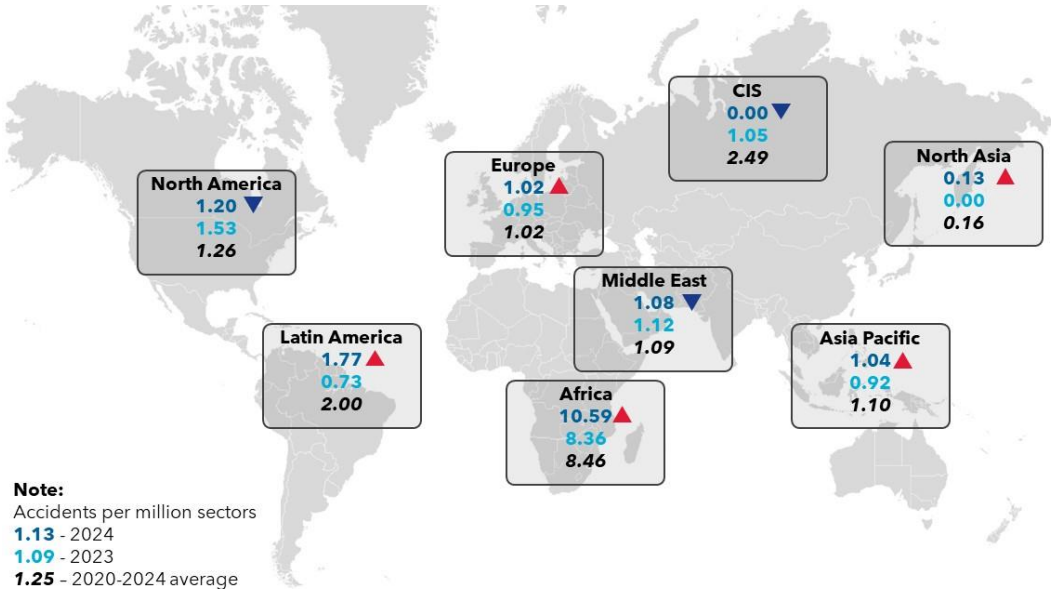 CIS
0.00
1.05
2.49
North Asia
0.13
0.00
0.16
Europe
1.02
0.95
1.02
North America
1.20
1.53
1.26
Middle East
1.08
1.12
1.09
Latin America
1.77
0.73
2.00
Asia Pacific
1.04
0.92
1.10
Africa
10.59
8.36
8.46
Note:
Accidents per million sectors
1.13 - 2024
1.09 - 2023
1.25 – 2020-2024 average